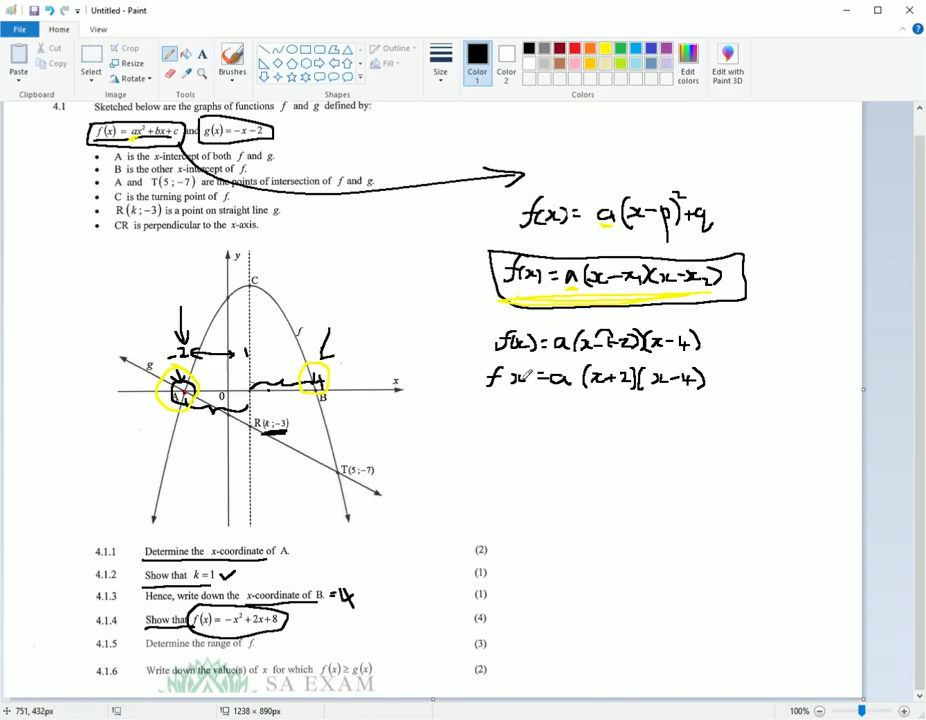 Untitled - Paint
File Home View
Paste Cut Copy Select Crop Resize Rotate Brushes Outline Fill Size Color 1 Color 2 Edit colors Edit with Paint 3D
Clipboard Image Tools Shapes Colors
4.1 Sketched below are the graphs of functions f and g defined by:
f(x) = ax² + bx + c and g(x) = −x − 2
• A is the x-intercept of both f and g.
• B is the other x-intercept of f.
• A and T(5 ; −7) are the points of intersection of f and g.
• C is the turning point of f.
• R(k ; −3) is a point on straight line g.
• CR is perpendicular to the x-axis.
f(x) = a(x−p)²+q
f(x) = a(x−x₁)(x−x₂)
f(x) = a(x−(−2))(x−4)
f x =a (x+2)(x−4)
y
C
f
-2 1
g
4
x
A 0 B
R(k ; −3)
T(5 ; −7)
4.1.1 Determine the x-coordinate of A. (2)
4.1.2 Show that k = 1 (1)
4.1.3 Hence, write down the x-coordinate of B. =4 (1)
4.1.4 Show that f(x) = −x² + 2x + 8 (4)
4.1.5 Determine the range of f. (3)
4.1.6 Write down the value(s) of x for which f(x) ≥ g(x) (2)
SA EXAM
751, 432px 1238 × 890px 100%